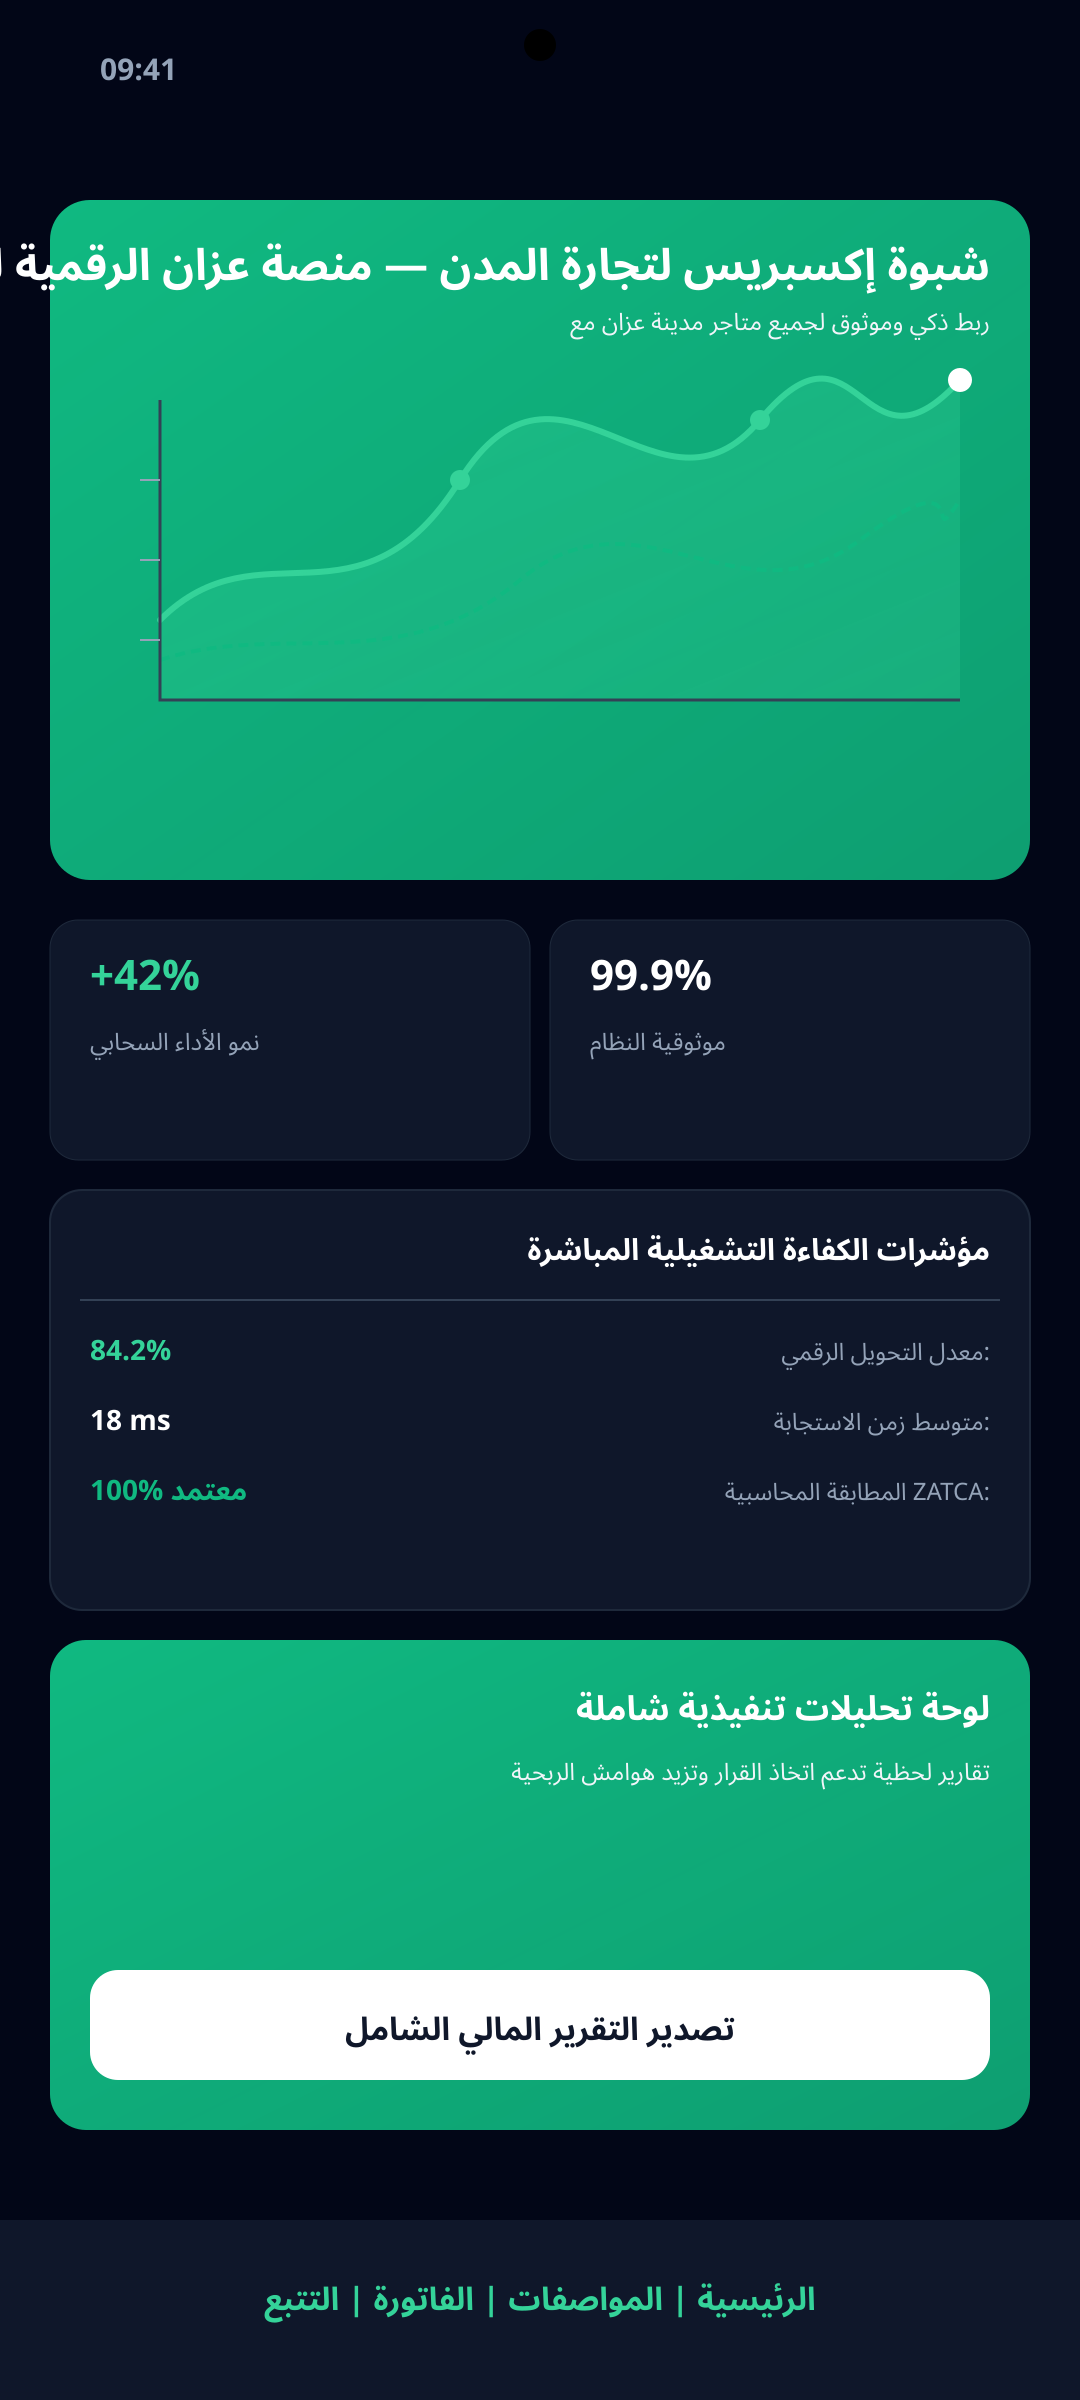 09:41
شبوة إكسبريس لتجارة المدن — منصة عزان الرقمية
ربط ذكي وموثوق لجميع متاجر مدينة عزان مع
+42%
نمو الأداء السحابي
99.9%
موثوقية النظام
مؤشرات الكفاءة التشغيلية المباشرة
معدل التحويل الرقمي:
84.2%
متوسط زمن الاستجابة:
18 ms
المطابقة المحاسبية ZATCA:
100% معتمد
لوحة تحليلات تنفيذية شاملة
تقارير لحظية تدعم اتخاذ القرار وتزيد هوامش الربحية
تصدير التقرير المالي الشامل
الرئيسية | المواصفات | الفاتورة | التتبع